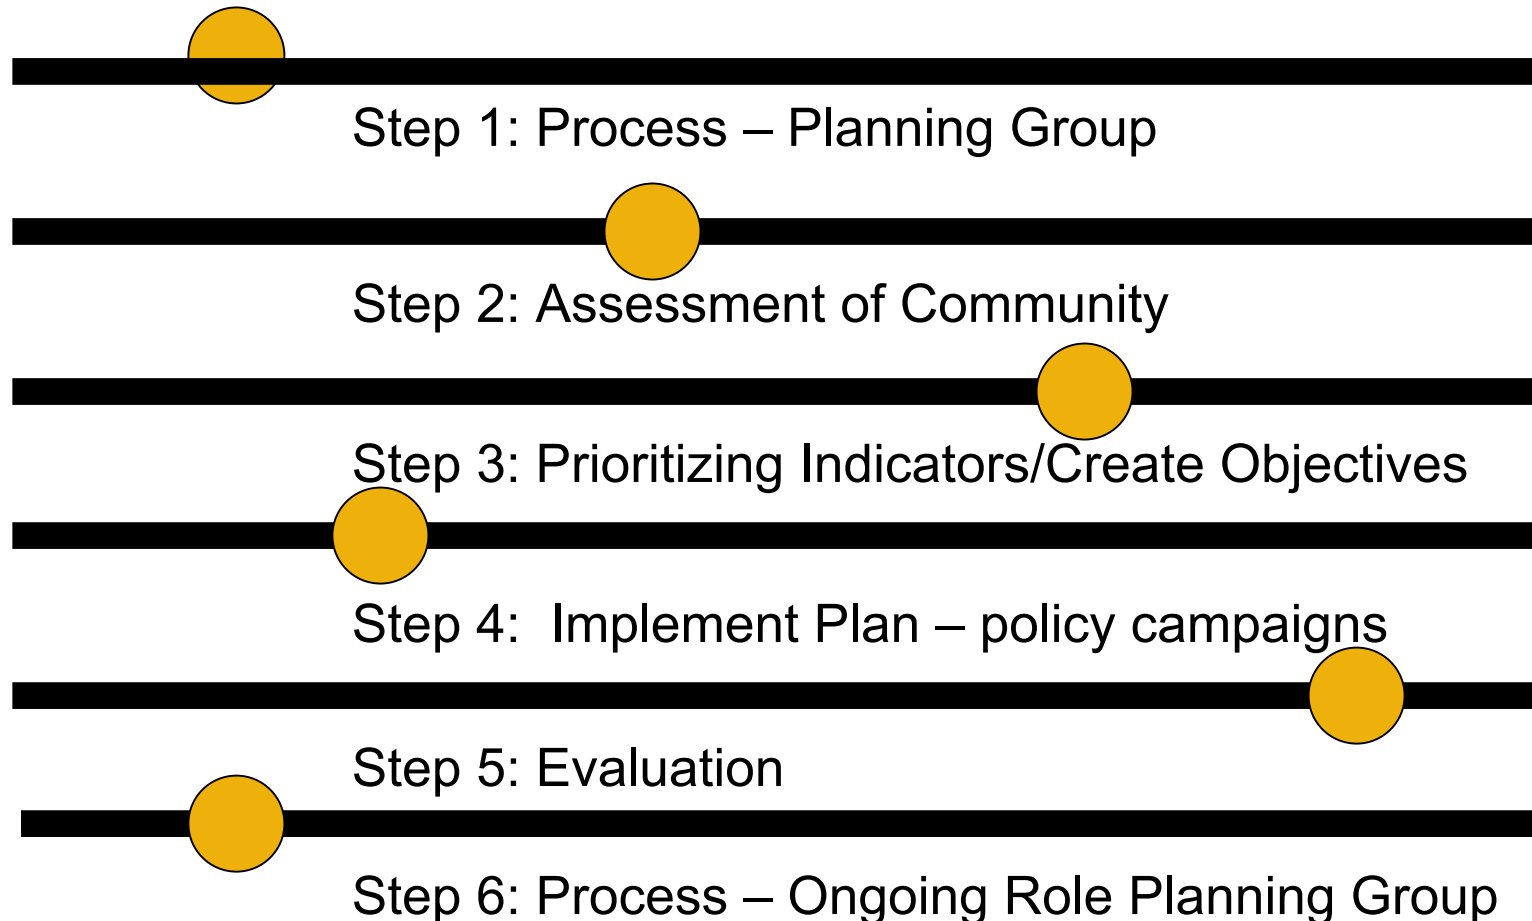 Step 1: Process – Planning Group
Step 2: Assessment of Community
Step 3: Prioritizing Indicators/Create Objectives
Step 4:  Implement Plan – policy campaigns
Step 5: Evaluation
Step 6: Process – Ongoing Role Planning Group